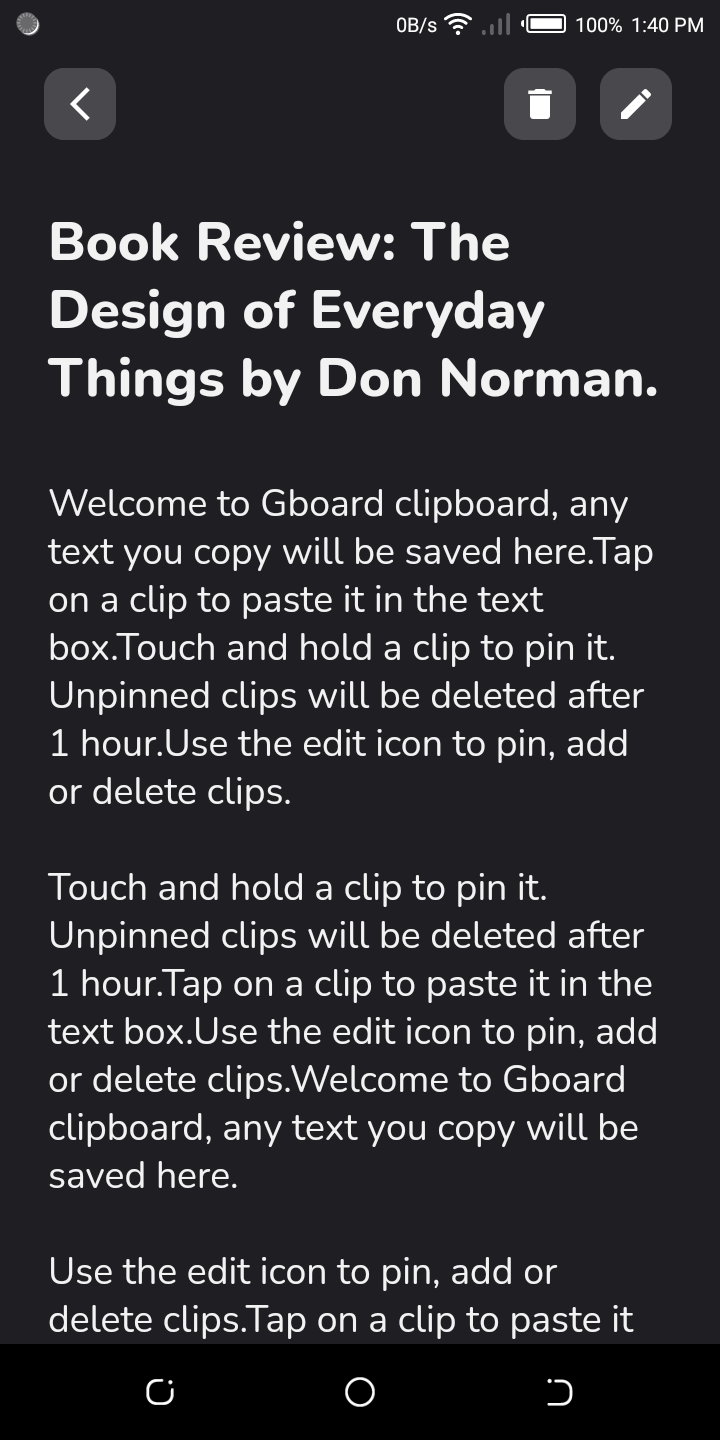 0B/s 100% 1:40 PM
Book Review: The
Design of Everyday
Things by Don Norman.
Welcome to Gboard clipboard, any
text you copy will be saved here.Tap
on a clip to paste it in the text
box.Touch and hold a clip to pin it.
Unpinned clips will be deleted after
1 hour.Use the edit icon to pin, add
or delete clips.
Touch and hold a clip to pin it.
Unpinned clips will be deleted after
1 hour.Tap on a clip to paste it in the
text box.Use the edit icon to pin, add
or delete clips.Welcome to Gboard
clipboard, any text you copy will be
saved here.
Use the edit icon to pin, add or
delete clips.Tap on a clip to paste it